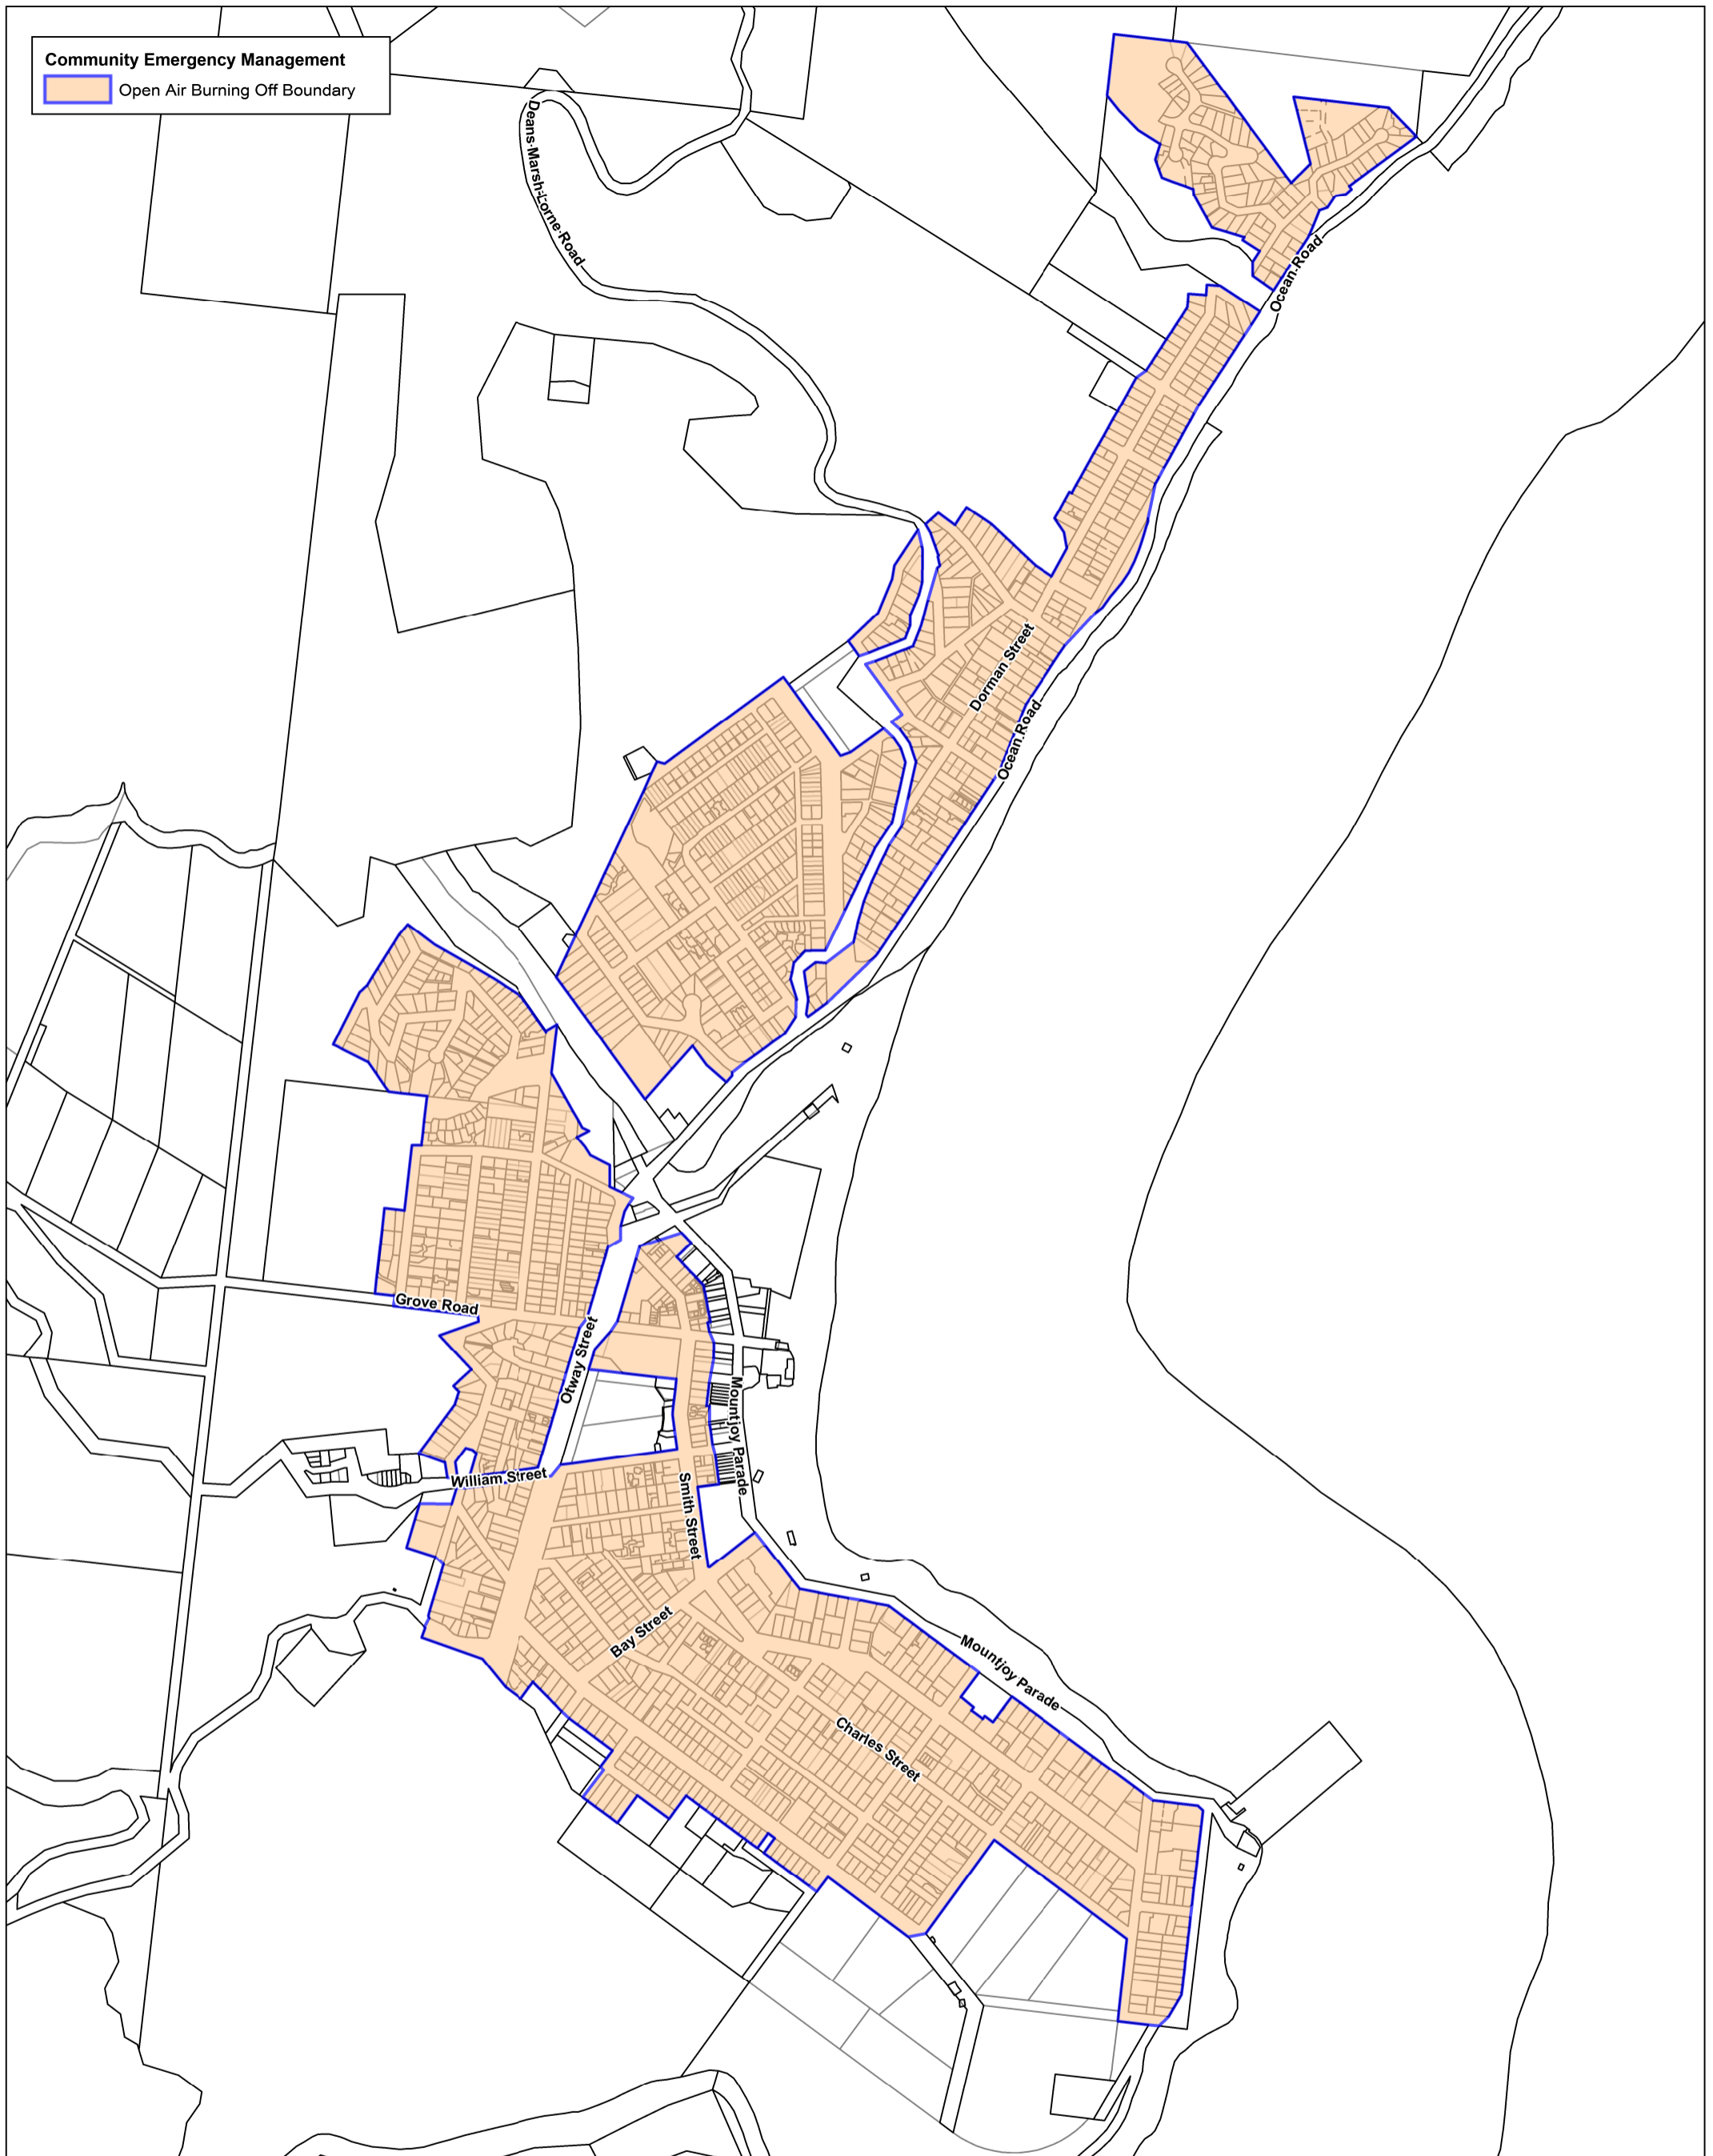 Community Emergency Management
Open Air Burning Off Boundary
Deans Marsh-Lorne Road
Ocean Road
Dorman Street
Ocean Road
Grove Road
Otway Street
Mountjoy Parade
William Street
Smith Street
Bay Street
Mountjoy Parade
Charles Street